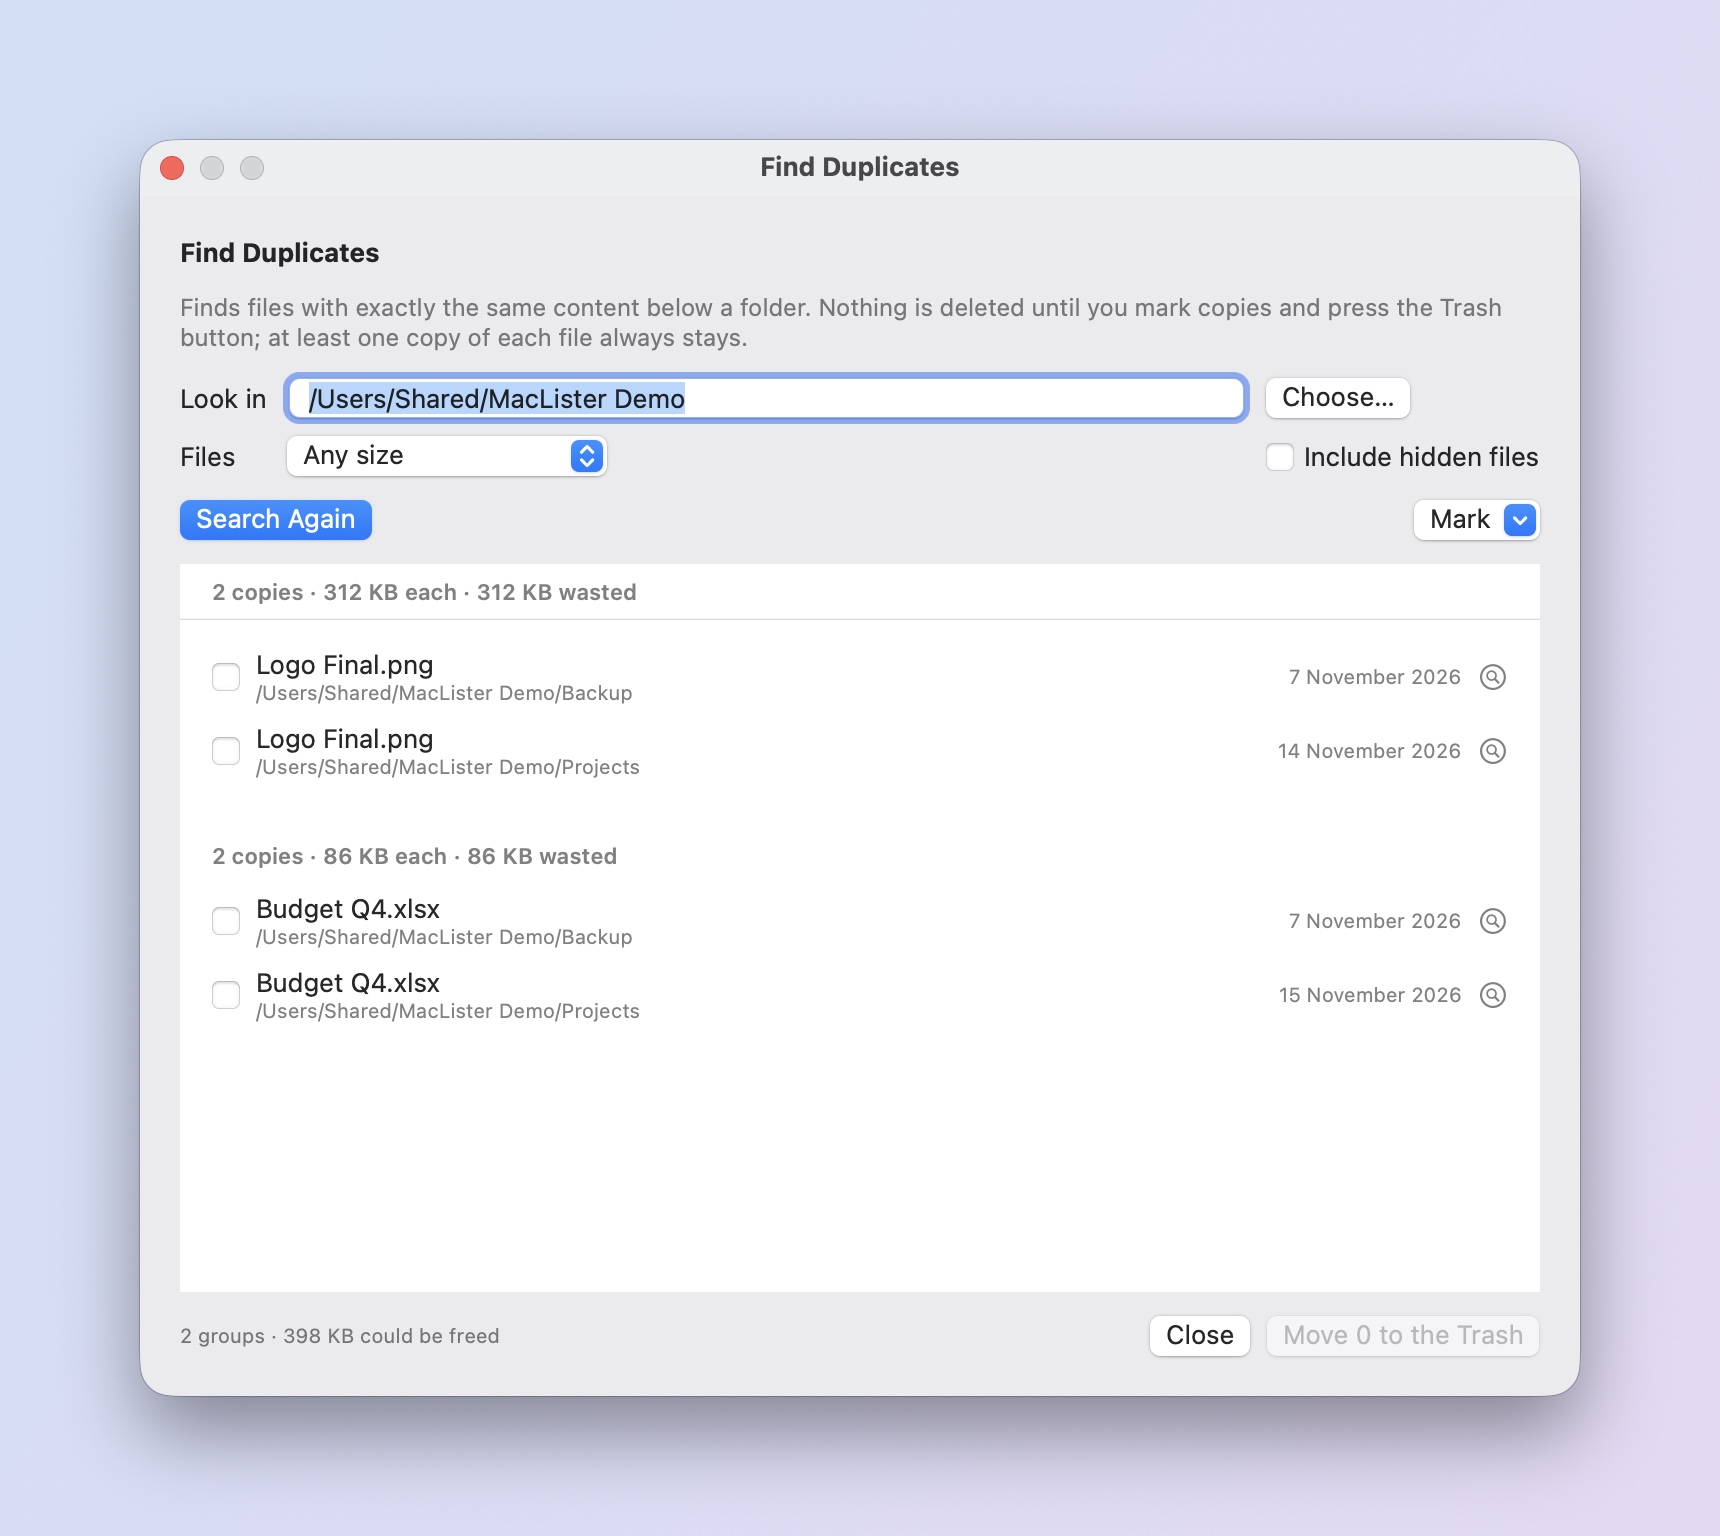 Find Duplicates
Find Duplicates
Finds files with exactly the same content below a folder. Nothing is deleted until you mark copies and press the Trash
button; at least one copy of each file always stays.
Look in /Users/Shared/MacLister Demo Choose...
Files Any size Include hidden files
Search Again Mark
2 copies · 312 KB each · 312 KB wasted
Logo Final.png
/Users/Shared/MacLister Demo/Backup 7 November 2026
Logo Final.png
/Users/Shared/MacLister Demo/Projects 14 November 2026
2 copies · 86 KB each · 86 KB wasted
Budget Q4.xlsx
/Users/Shared/MacLister Demo/Backup 7 November 2026
Budget Q4.xlsx
/Users/Shared/MacLister Demo/Projects 15 November 2026
2 groups · 398 KB could be freed Close Move 0 to the Trash